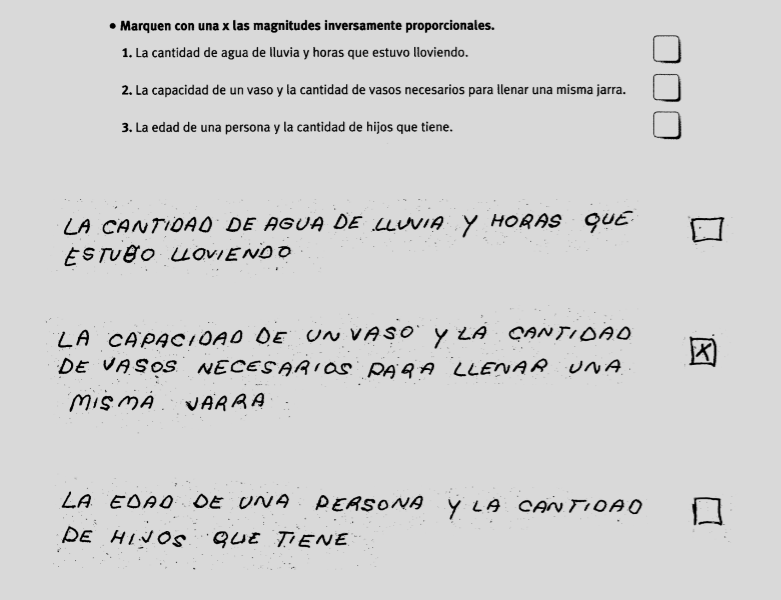 • Marquen con una x las magnitudes inversamente proporcionales.
1. La cantidad de agua de lluvia y horas que estuvo lloviendo.
2. La capacidad de un vaso y la cantidad de vasos necesarios para llenar una misma jarra.
3. La edad de una persona y la cantidad de hijos que tiene.
LA CANTIDAD DE AGUA DE LLUVIA Y HORAS QUE
ESTUBO LLOVIENDO
LA CAPACIDAD DE UN VASO Y LA CANTIDAD
DE VASOS NECESARIOS PARA LLENAR UNA X
MISMA JARRA
LA EDAD DE UNA PERSONA Y LA CANTIDAD
DE HIJOS QUE TIENE